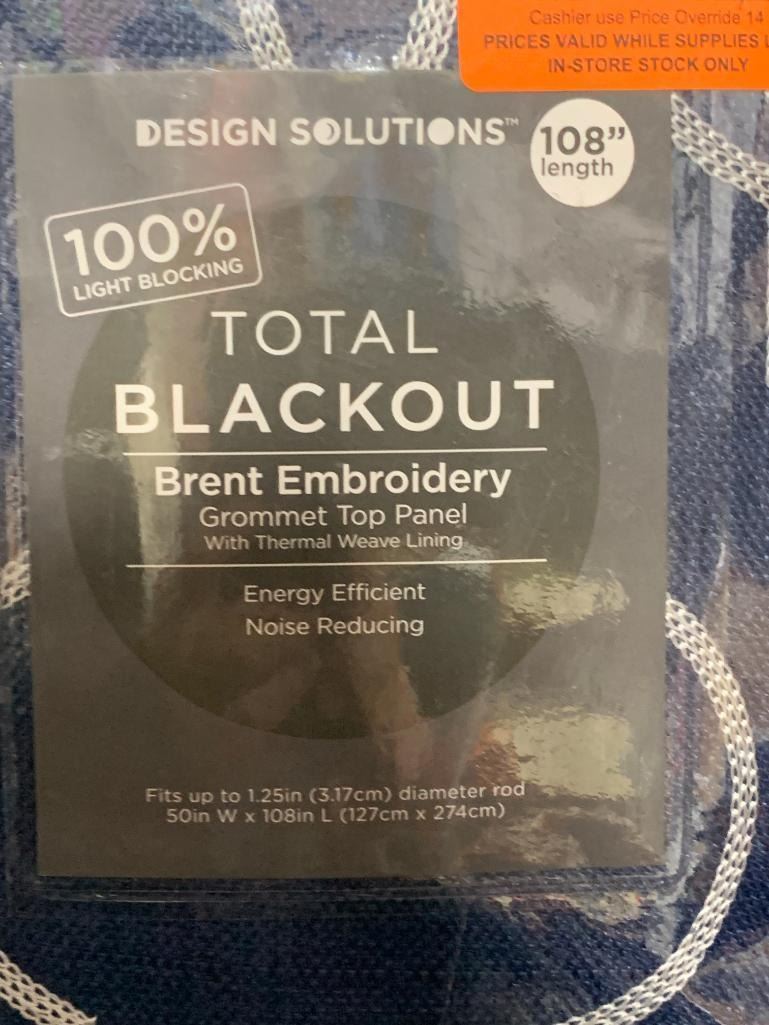 Cashier use Price Override 14
PRICES VALID WHILE SUPPLIES
IN-STORE STOCK ONLY
DESIGN SOLUTIONS™
108”
length
100%
LIGHT BLOCKING
TOTAL
BLACKOUT
Brent Embroidery
Grommet Top Panel
With Thermal Weave Lining
Energy Efficient
Noise Reducing
Fits up to 1.25in (3.17cm) diameter rod
50in W x 108in L (127cm x 274cm)